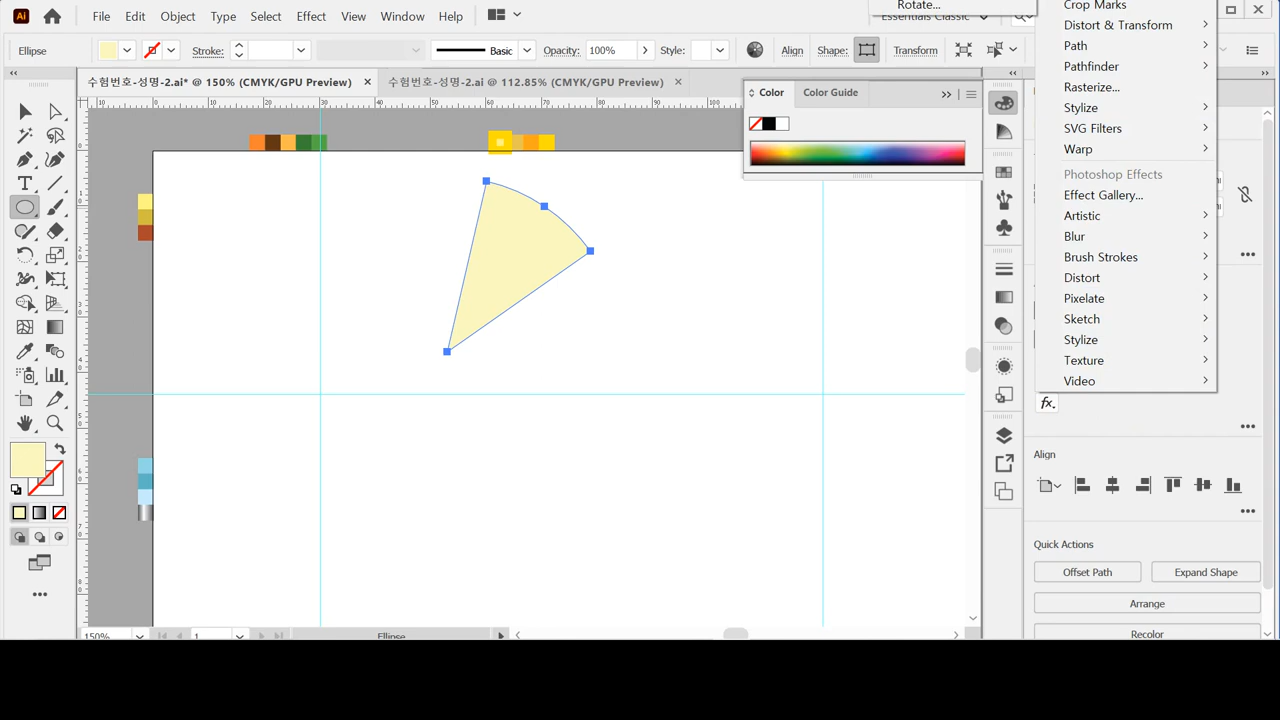 Ai File Edit Object Type Select Effect View Window Help
Rotate...
Essentials Classic
Ellipse Stroke: Basic Opacity: 100% Style: Align Shape: Transform
수험번호-성명-2.ai* @ 150% (CMYK/GPU Preview) × 수험번호-성명-2.ai @ 112.85% (CMYK/GPU Preview) ×
Color Color Guide
Crop Marks
Distort & Transform
Path
Pathfinder
Rasterize...
Stylize
SVG Filters
Warp
Photoshop Effects
Effect Gallery...
Artistic
Blur
Brush Strokes
Distort
Pixelate
Sketch
Stylize
Texture
Video
fx.
Align
Quick Actions
Offset Path Expand Shape
Arrange
Recolor
150% 1 Ellipse